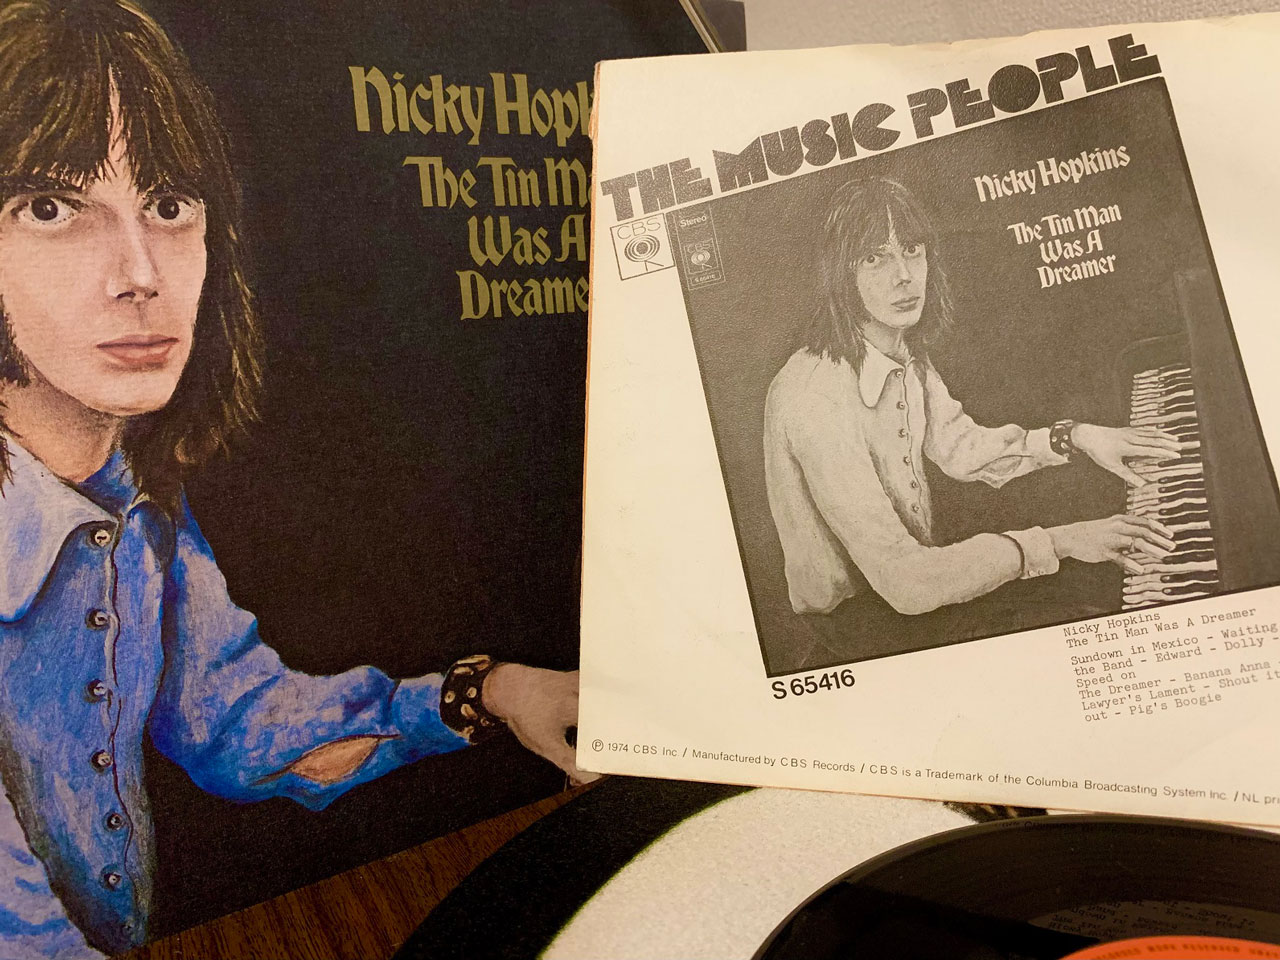 Nicky Hopk
The Tin Ma
Was A
Dreame
THE MUSIC PEOPLE
CBS
Stereo
CBS
Nicky Hopkins
The Tin Man
Was A
Dreamer
S 65416
Nicky Hopkins
The Tin Man Was A Dreamer
Sundown in Mexico - Waiting
the Band - Edward - Dolly -
Speed on
The Dreamer - Banana Anna
Lawyer's Lament - Shout it
out - Pig's Boogie
℗ 1974 CBS Inc. / Manufactured by CBS Records / CBS is a Trademark of the Columbia Broadcasting System Inc. / NL pri